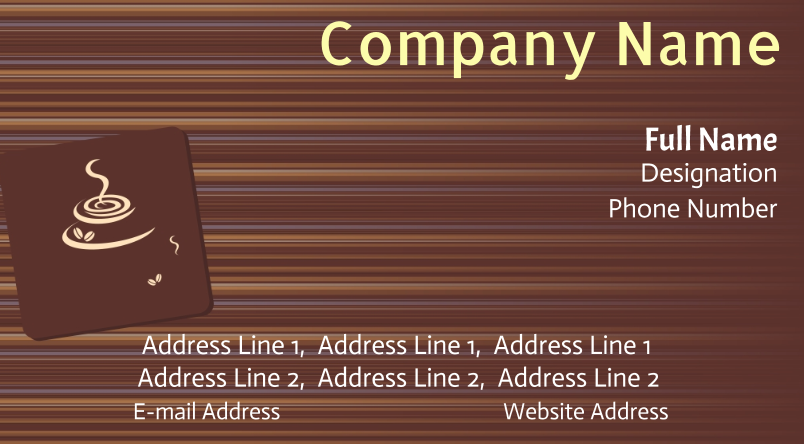 Company Name
Full Name
Designation
Phone Number
Address Line 1,  Address Line 1,  Address Line 1
Address Line 2,  Address Line 2,  Address Line 2
E-mail Address Website Address